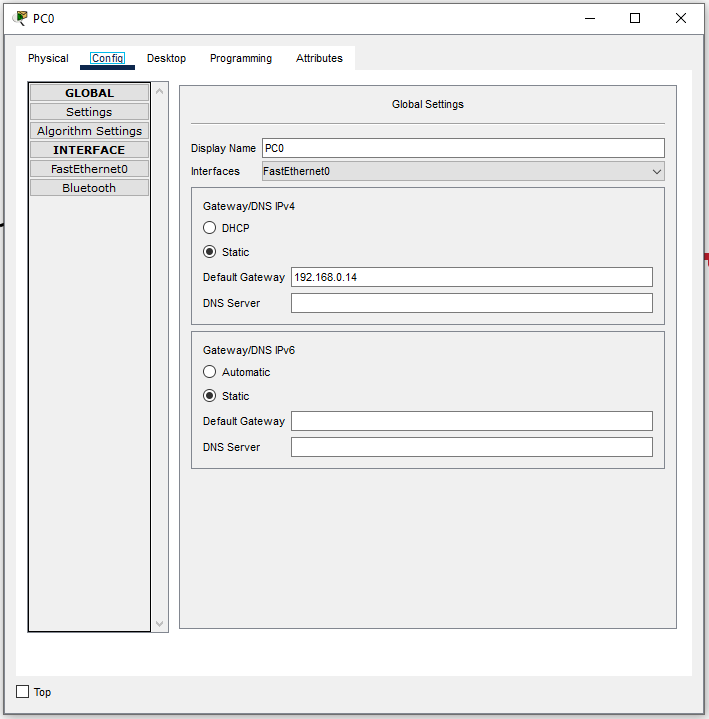 PC0
Physical Config Desktop Programming Attributes
GLOBAL
Settings
Algorithm Settings
INTERFACE
FastEthernet0
Bluetooth
Global Settings
Display Name PC0
Interfaces FastEthernet0
Gateway/DNS IPv4
DHCP
Static
Default Gateway 192.168.0.14
DNS Server
Gateway/DNS IPv6
Automatic
Static
Default Gateway
DNS Server
Top